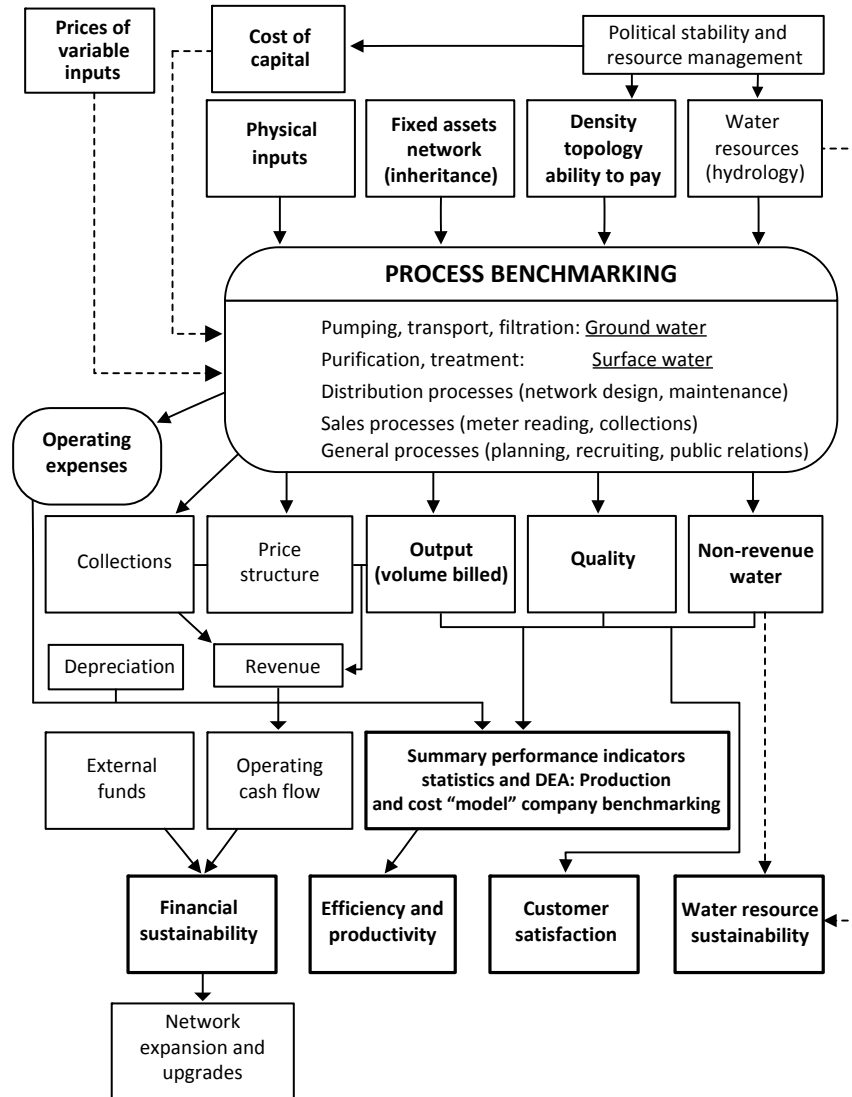 Prices of
variable
inputs
Cost of
capital
Political stability and
resource management
Physical
inputs
Fixed assets
network
(inheritance)
Density
topology
ability to pay
Water
resources
(hydrology)
PROCESS BENCHMARKING
Pumping, transport, filtration: Ground water
Purification, treatment: Surface water
Distribution processes (network design, maintenance)
Sales processes (meter reading, collections)
General processes (planning, recruiting, public relations)
Operating
expenses
Collections
Price
structure
Output
(volume billed)
Quality
Non-revenue
water
Depreciation
Revenue
External
funds
Operating
cash flow
Summary performance indicators
statistics and DEA: Production
and cost “model” company benchmarking
Financial
sustainability
Efficiency and
productivity
Customer
satisfaction
Water resource
sustainability
Network
expansion and
upgrades